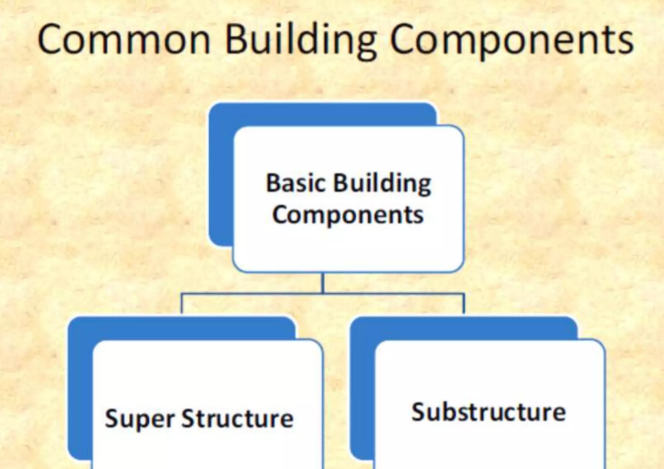 Common Building Components
Basic Building
Components
Super Structure
Substructure